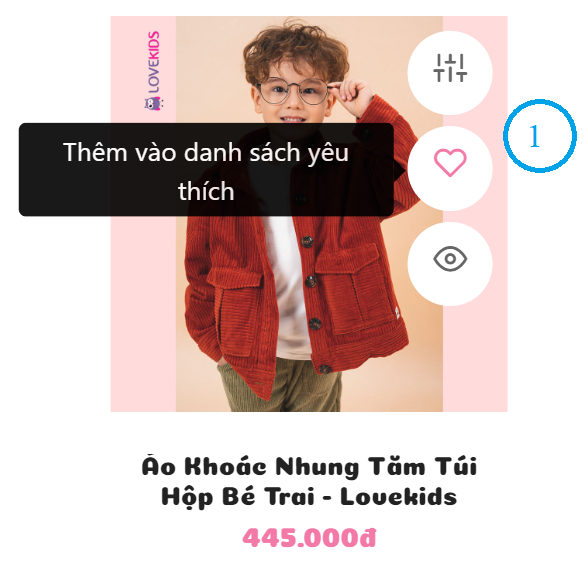 LOVEKIDS
1
Thêm vào danh sách yêu
thích
Áo Khoác Nhung Tăm Túi
Hộp Bé Trai - Lovekids
445.000đ